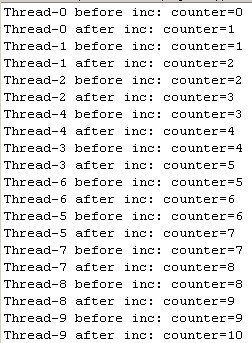 Thread-0 before inc: counter=0
Thread-0 after inc: counter=1
Thread-1 before inc: counter=1
Thread-1 after inc: counter=2
Thread-2 before inc: counter=2
Thread-2 after inc: counter=3
Thread-4 before inc: counter=3
Thread-4 after inc: counter=4
Thread-3 before inc: counter=4
Thread-3 after inc: counter=5
Thread-6 before inc: counter=5
Thread-6 after inc: counter=6
Thread-5 before inc: counter=6
Thread-5 after inc: counter=7
Thread-7 before inc: counter=7
Thread-7 after inc: counter=8
Thread-8 before inc: counter=8
Thread-8 after inc: counter=9
Thread-9 before inc: counter=9
Thread-9 after inc: counter=10